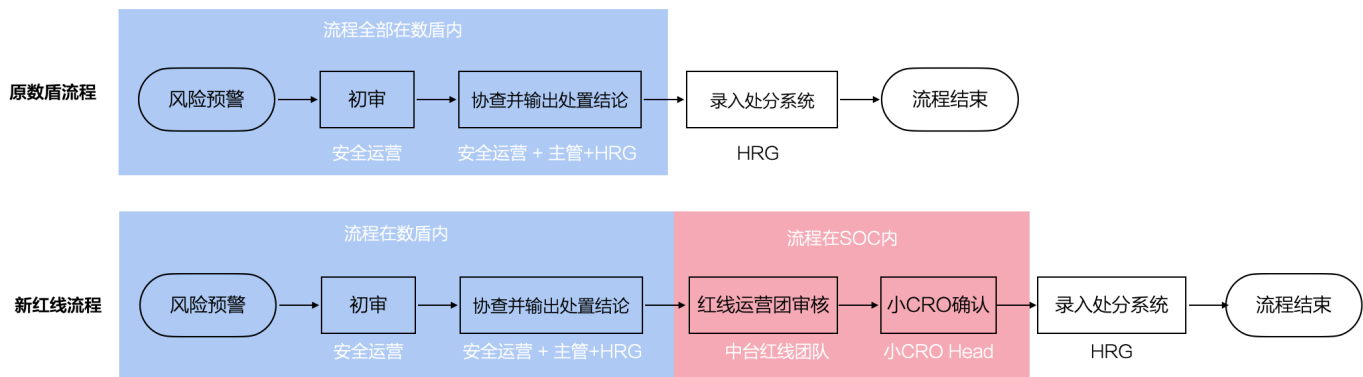 流程全部在数盾内
原数盾流程
风险预警
初审
协查并输出处置结论
录入处分系统
流程结束
安全运营
安全运营 + 主管+HRG
HRG
流程在数盾内
流程在SOC内
新红线流程
风险预警
初审
协查并输出处置结论
红线运营团审核
小CRO确认
录入处分系统
流程结束
安全运营
安全运营 + 主管+HRG
中台红线团队
小CRO Head
HRG